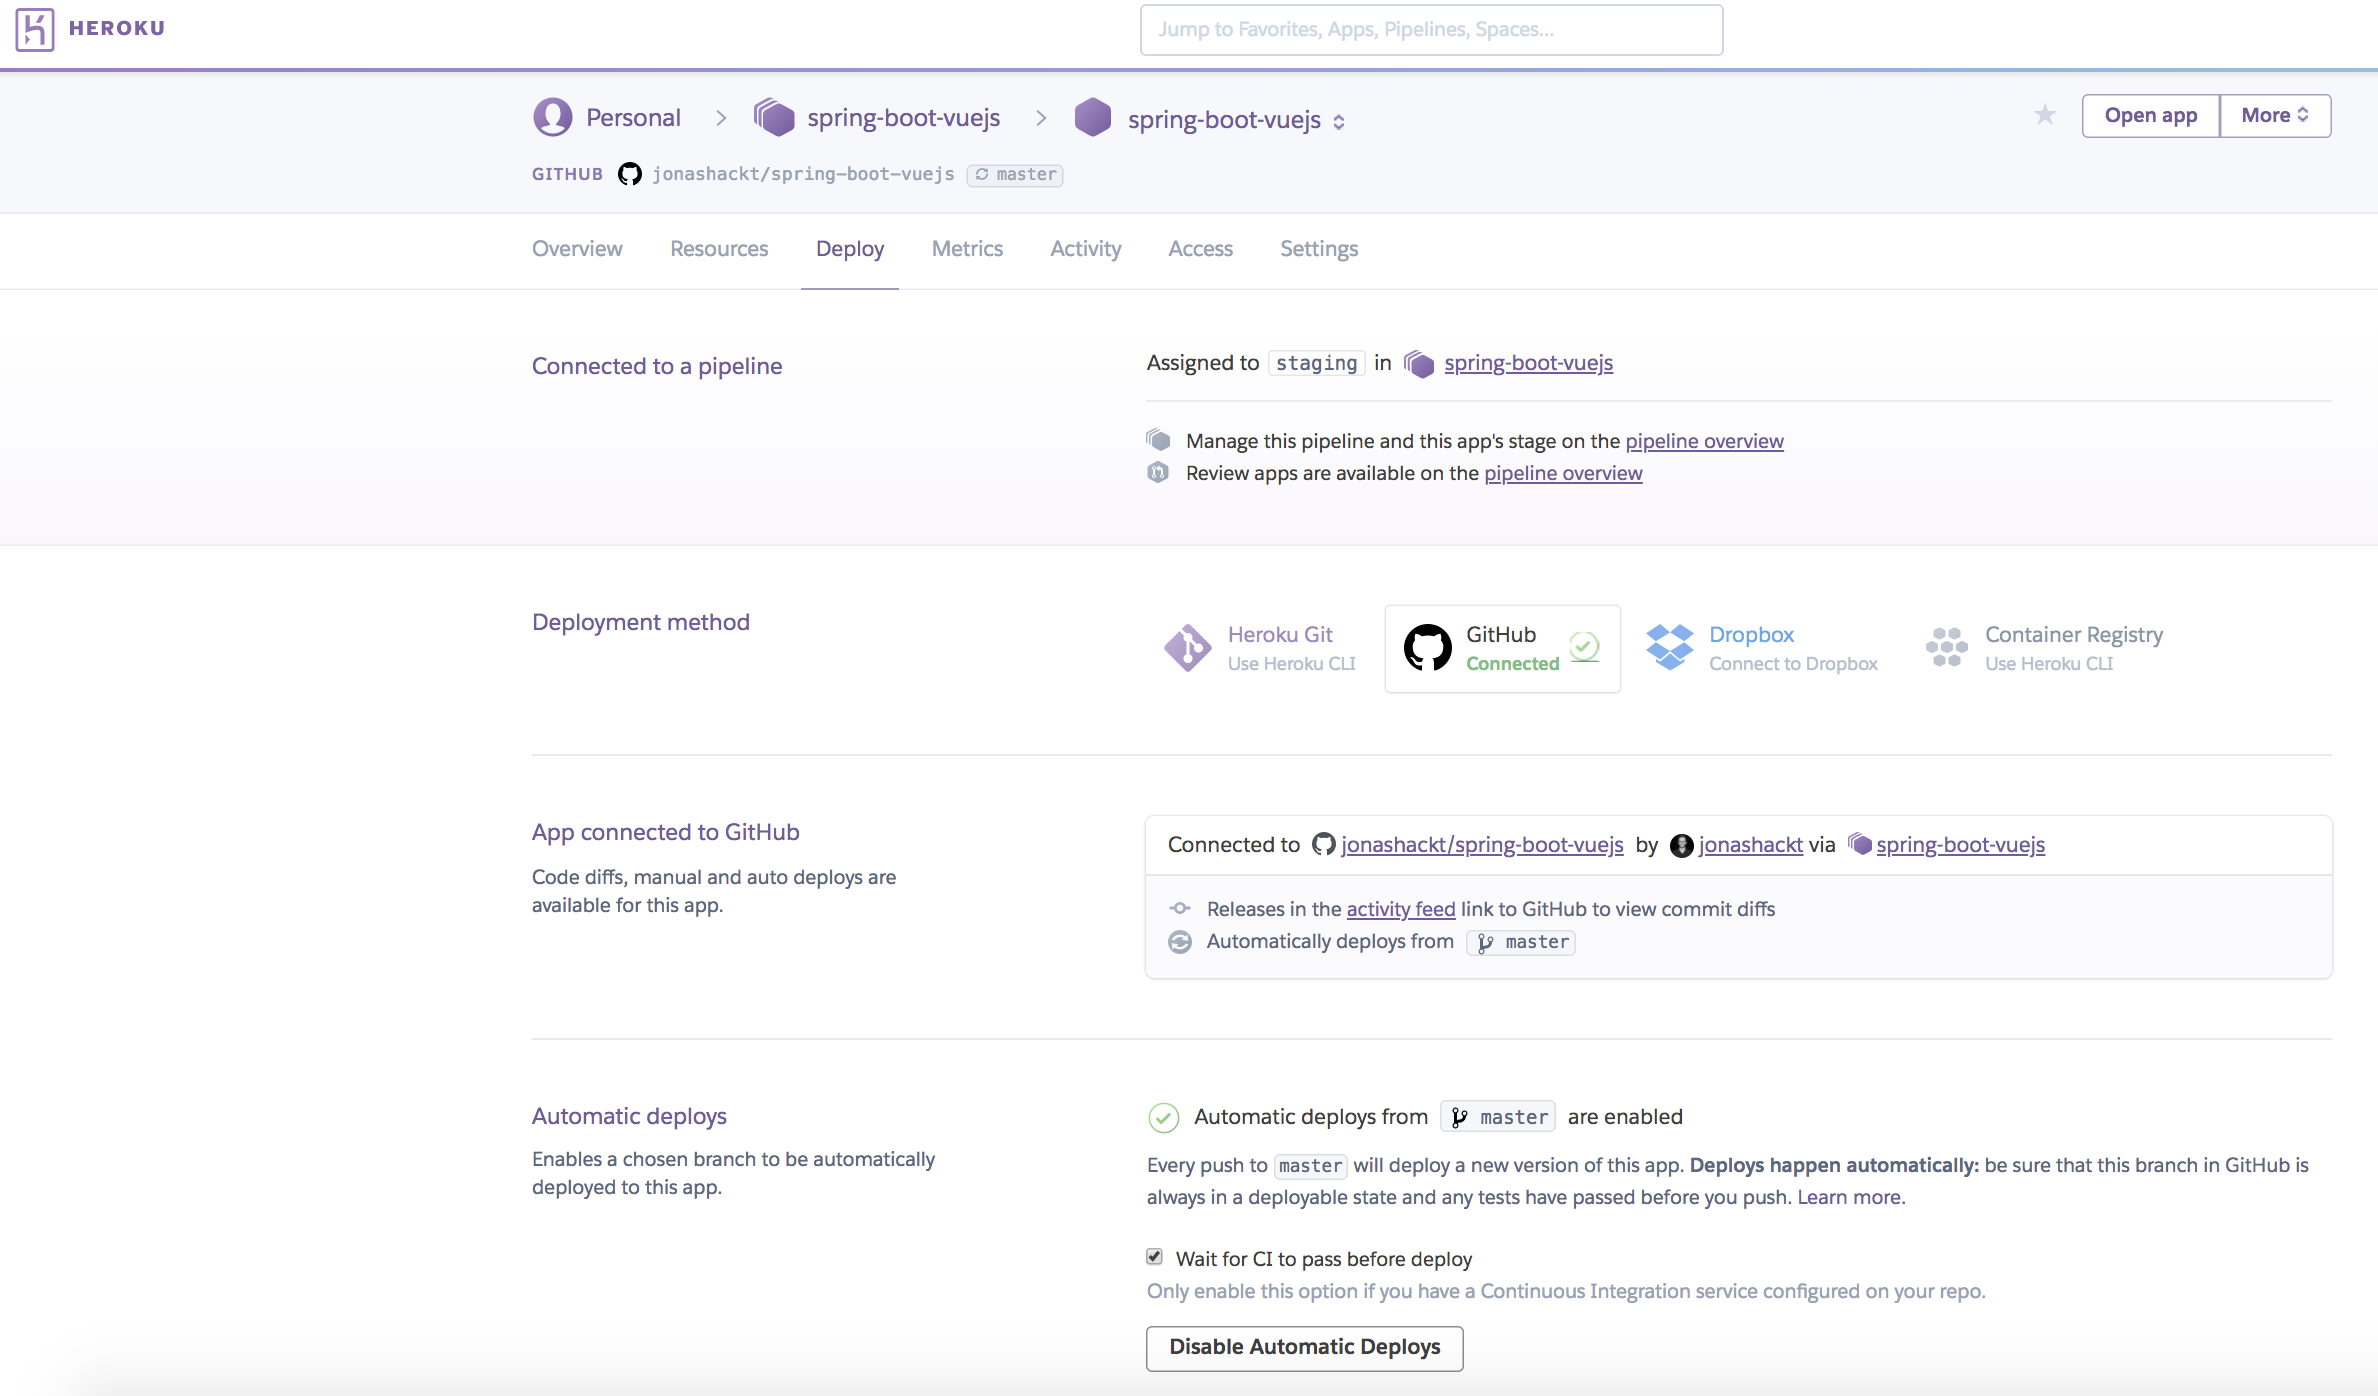 HEROKU
Jump to Favorites, Apps, Pipelines, Spaces...
Personal > spring-boot-vuejs > spring-boot-vuejs
Open app
More
GITHUB jonashackt/spring-boot-vuejs master
Overview Resources Deploy Metrics Activity Access Settings
Connected to a pipeline
Assigned to staging in spring-boot-vuejs
Manage this pipeline and this app's stage on the pipeline overview
Review apps are available on the pipeline overview
Deployment method
Heroku Git
Use Heroku CLI
GitHub
Connected
Dropbox
Connect to Dropbox
Container Registry
Use Heroku CLI
App connected to GitHub
Code diffs, manual and auto deploys are
available for this app.
Connected to jonashackt/spring-boot-vuejs by jonashackt via spring-boot-vuejs
Releases in the activity feed link to GitHub to view commit diffs
Automatically deploys from master
Automatic deploys
Enables a chosen branch to be automatically
deployed to this app.
Automatic deploys from master are enabled
Every push to master will deploy a new version of this app. Deploys happen automatically: be sure that this branch in GitHub is
always in a deployable state and any tests have passed before you push. Learn more.
Wait for CI to pass before deploy
Only enable this option if you have a Continuous Integration service configured on your repo.
Disable Automatic Deploys